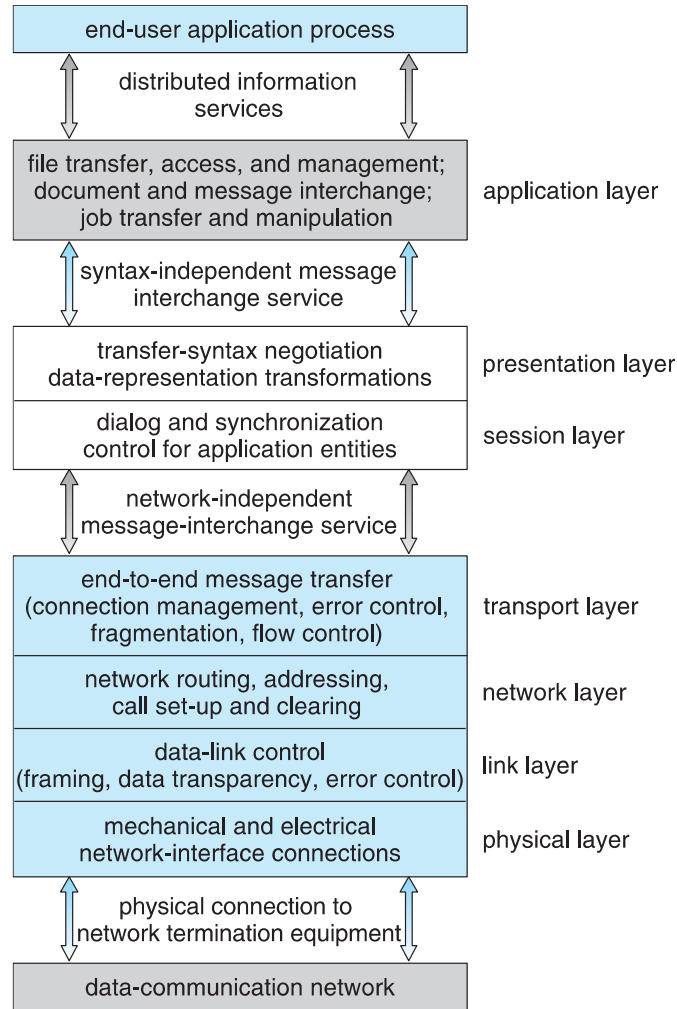 end-user application process
distributed information
services
file transfer, access, and management;
document and message interchange;
job transfer and manipulation
application layer
syntax-independent message
interchange service
transfer-syntax negotiation
data-representation transformations
presentation layer
dialog and synchronization
control for application entities
session layer
network-independent
message-interchange service
end-to-end message transfer
(connection management, error control,
fragmentation, flow control)
transport layer
network routing, addressing,
call set-up and clearing
network layer
data-link control
(framing, data transparency, error control)
link layer
mechanical and electrical
network-interface connections
physical layer
physical connection to
network termination equipment
data-communication network